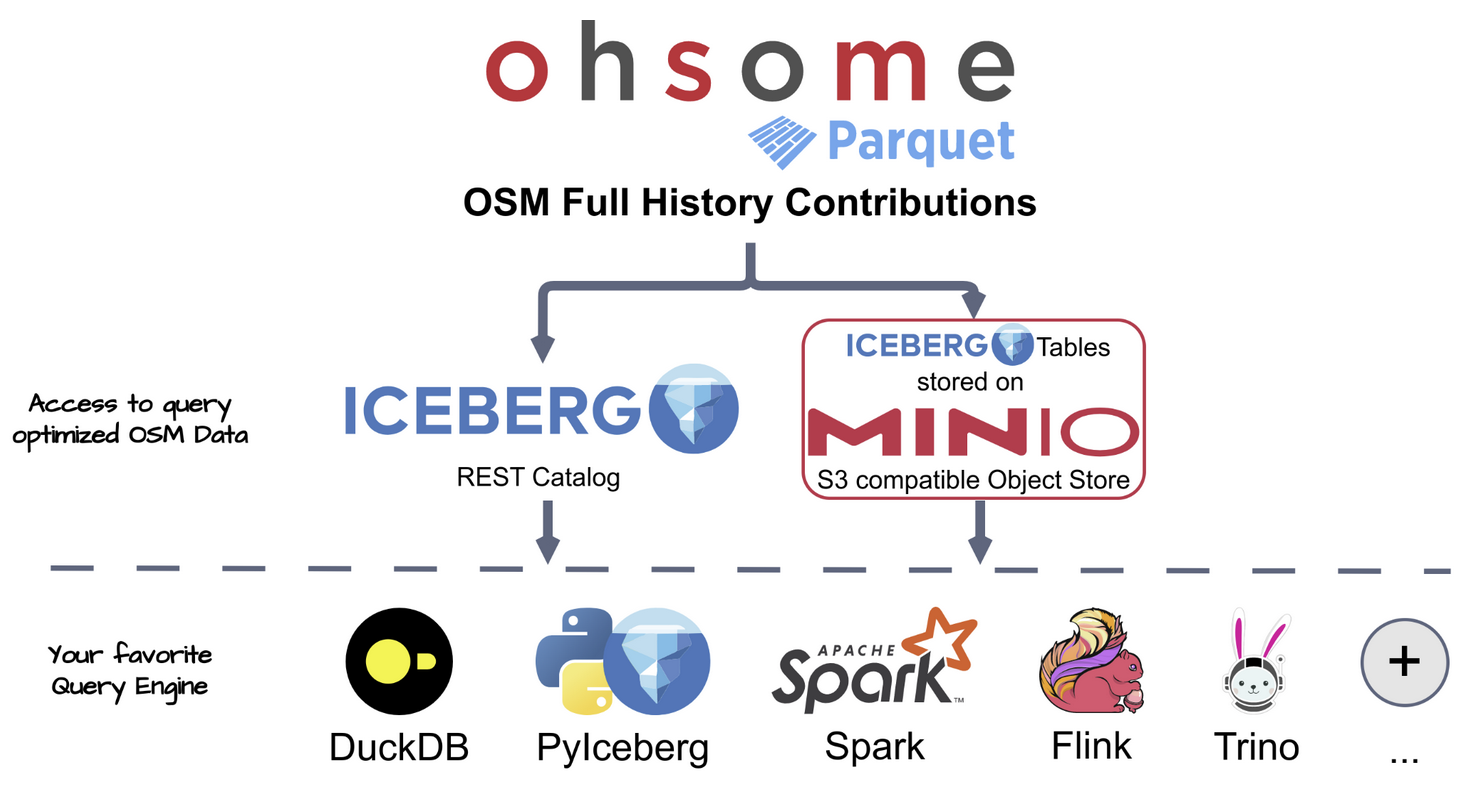 ohsome
Parquet
OSM Full History Contributions
ICEBERG Tables
stored on
MINIO
S3 compatible Object Store
ICEBERG
REST Catalog
Access to query
optimized OSM Data
Your favorite
Query Engine
APACHE
Spark™
DuckDB
PyIceberg
Spark
Flink
Trino
+
...